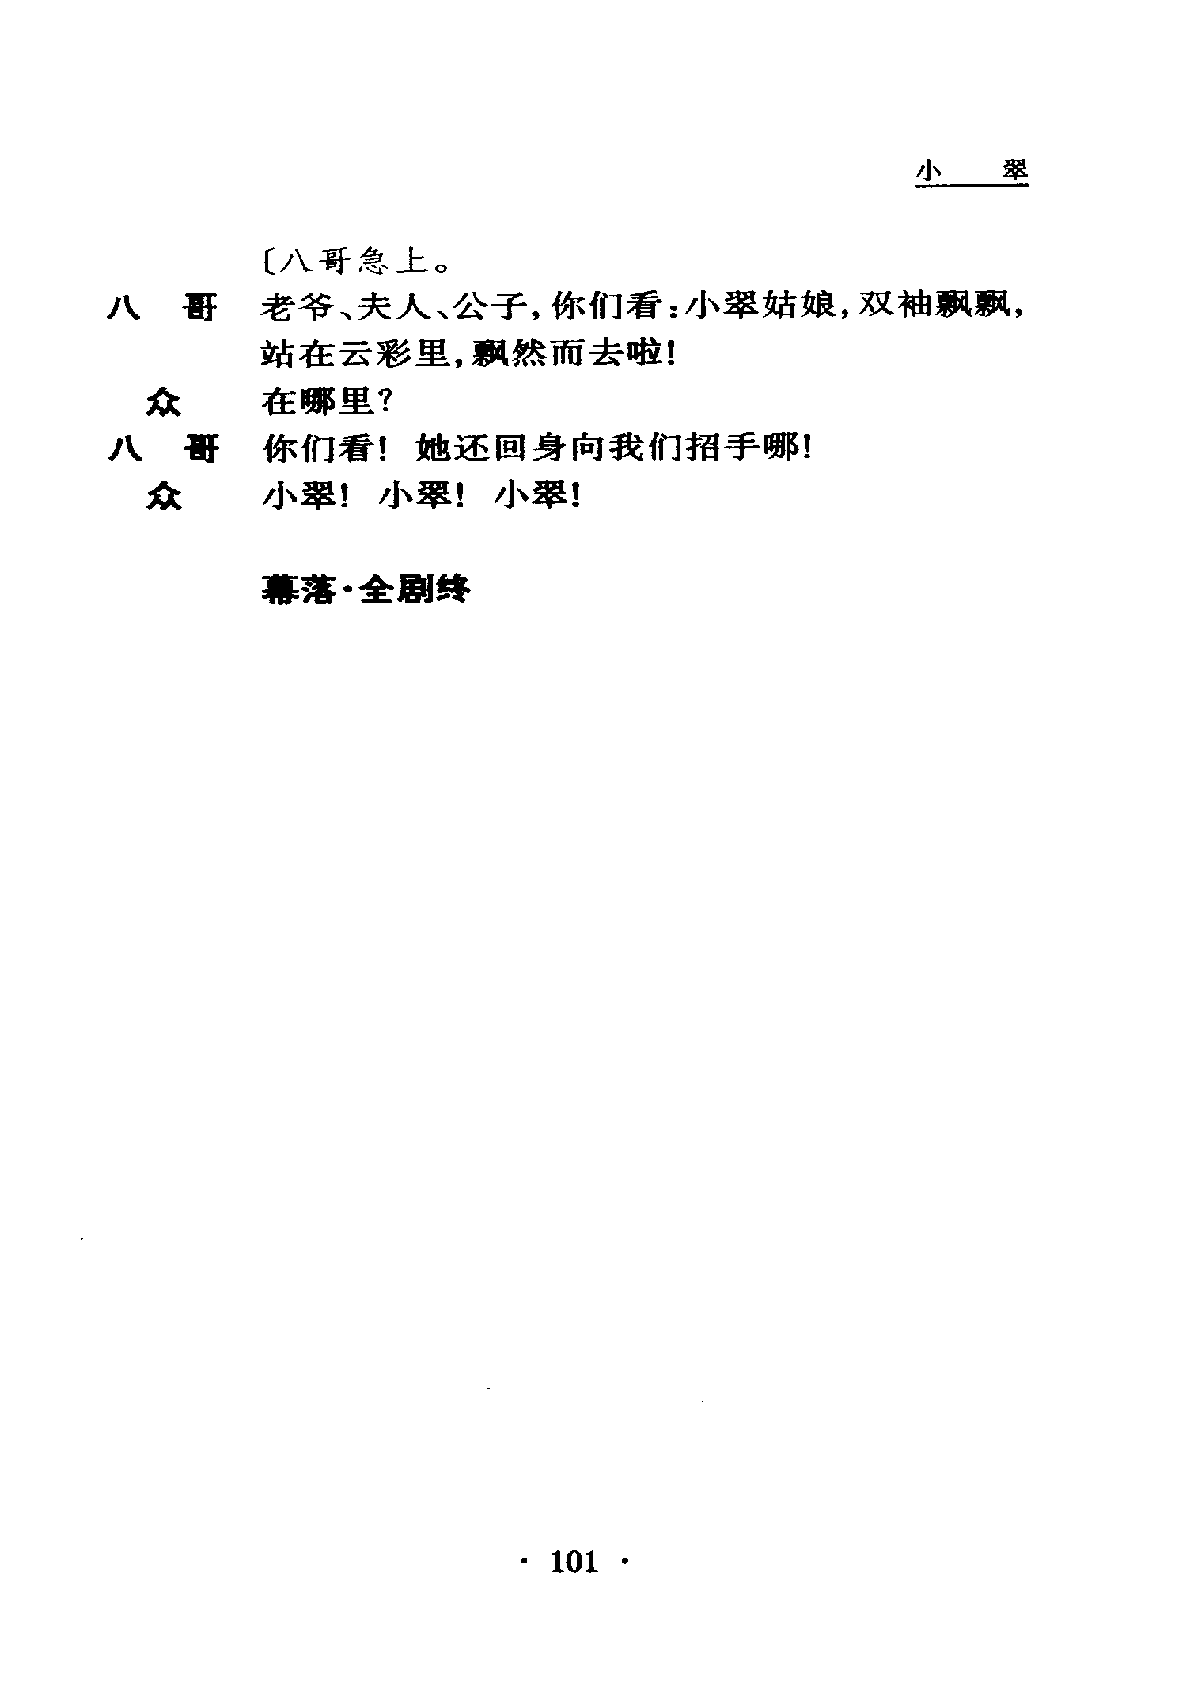 小 翠
〔八哥急上。
八 哥 老爷、夫人、公子，你们看：小翠姑娘，双袖飘飘，
站在云彩里，飘然而去啦！
众 在哪里？
八 哥 你们看！她还回身向我们招手哪！
众 小翠！小翠！小翠！
幕落·全剧终
· 101 ·